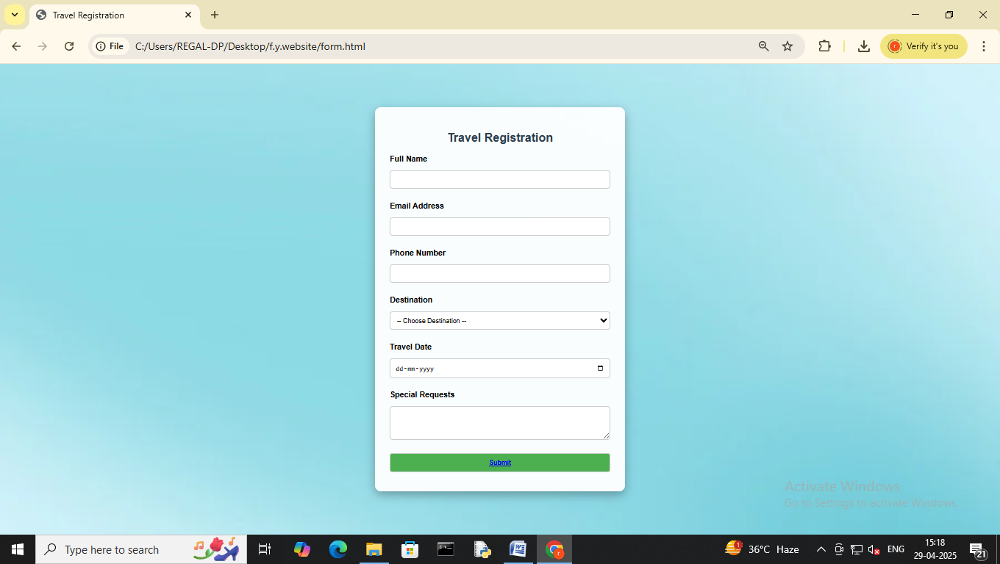 Travel Registration
File
C:/Users/REGAL-DP/Desktop/f.y.website/form.html
Verify it's you
Travel Registration
Full Name
Email Address
Phone Number
Destination
-- Choose Destination --
Travel Date
dd-mm-yyyy
Special Requests
Submit
Activate Windows
Go to Settings to activate Windows.
Type here to search
1
36°C Haze
ENG
15:18
29-04-2025
21